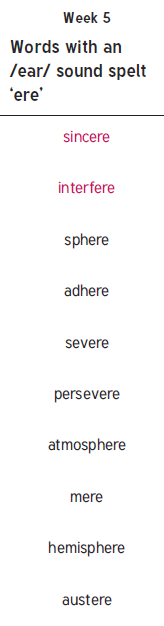 Week 5
Words with an
/ear/ sound spelt
‘ere’
sincere
interfere
sphere
adhere
severe
persevere
atmosphere
mere
hemisphere
austere